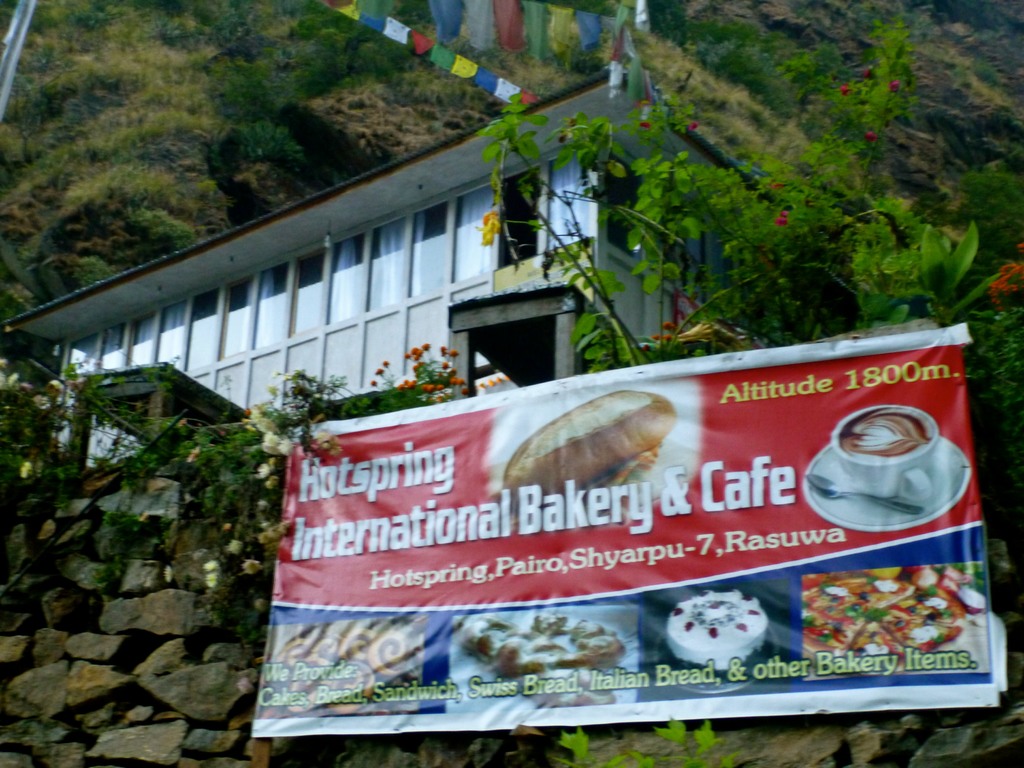 Altitude 1800m.
Hotspring
International Bakery & Cafe
Hotspring,Pairo,Shyarpu-7,Rasuwa
We Provide:
Cakes, Bread, Sandwich, Swiss Bread, Italian Bread, & other Bakery Items.